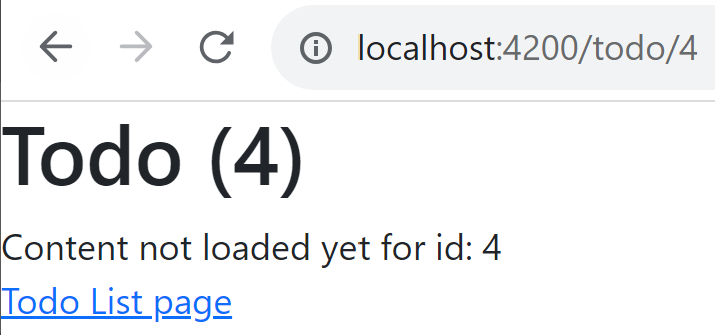 localhost:4200/todo/4
Todo (4)
Content not loaded yet for id: 4
Todo List page